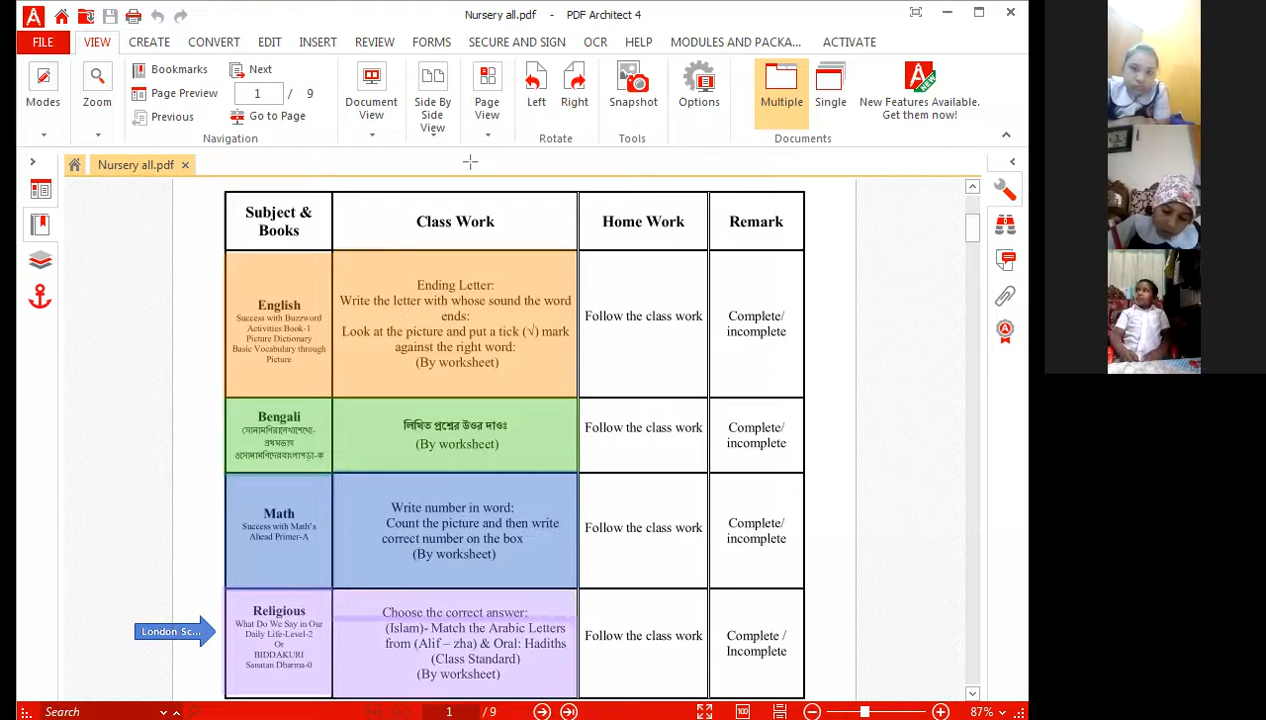 Nursery all.pdf - PDF Architect 4
FILE VIEW CREATE CONVERT EDIT INSERT REVIEW FORMS SECURE AND SIGN OCR HELP MODULES AND PACKA... ACTIVATE
Modes
Zoom
Bookmarks
Page Preview
Previous
Next
1 / 9
Go to Page
Navigation
Document View
Side By Side View
Page View
Left
Right
Rotate
Snapshot
Tools
Options
Multiple
Single
Documents
New Features Available.
Get them now!
Nursery all.pdf
Subject & Books
Class Work
Home Work
Remark
English
Success with Buzzword
Activities Book-1
Picture Dictionary
Basic Vocabulary through
Picture
Ending Letter:
Write the letter with whose sound the word
ends:
Look at the picture and put a tick (√) mark
against the right word:
(By worksheet)
Follow the class work
Complete/
incomplete
Bengali
প্রথমভাগ
লিখিত প্রশ্নের উওর দাওঃ
(By worksheet)
Follow the class work
Complete/
incomplete
Math
Success with Math's
Ahead Primer-A
Write number in word:
Count the picture and then write
correct number on the box
(By worksheet)
Follow the class work
Complete/
incomplete
London Sc...
Religious
What Do We Say in Our
Daily Life-Level-2
Or
BIDDAKURI
Sanatan Dharma-0
Choose the correct answer:
(Islam)- Match the Arabic Letters
from (Alif – zha) & Oral: Hadiths
(Class Standard)
(By worksheet)
Follow the class work
Complete /
Incomplete
Search
1 / 9
87%